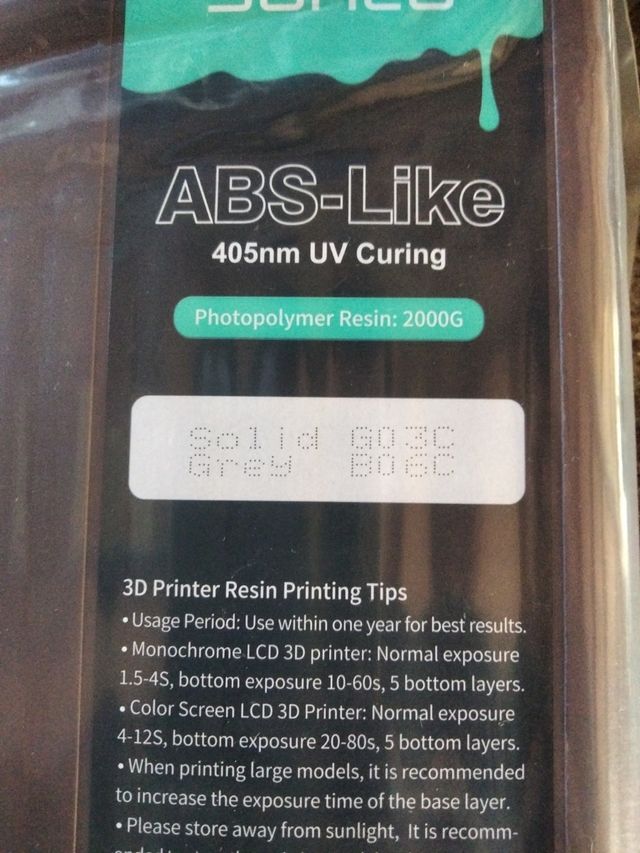 ABS-Like
405nm UV Curing
Photopolymer Resin: 2000G
Solid G03C
Grey B06C
3D Printer Resin Printing Tips
• Usage Period: Use within one year for best results.
• Monochrome LCD 3D printer: Normal exposure
1.5-4S, bottom exposure 10-60s, 5 bottom layers.
• Color Screen LCD 3D Printer: Normal exposure
4-12S, bottom exposure 20-80s, 5 bottom layers.
• When printing large models, it is recommended
to increase the exposure time of the base layer.
• Please store away from sunlight, It is recomm-